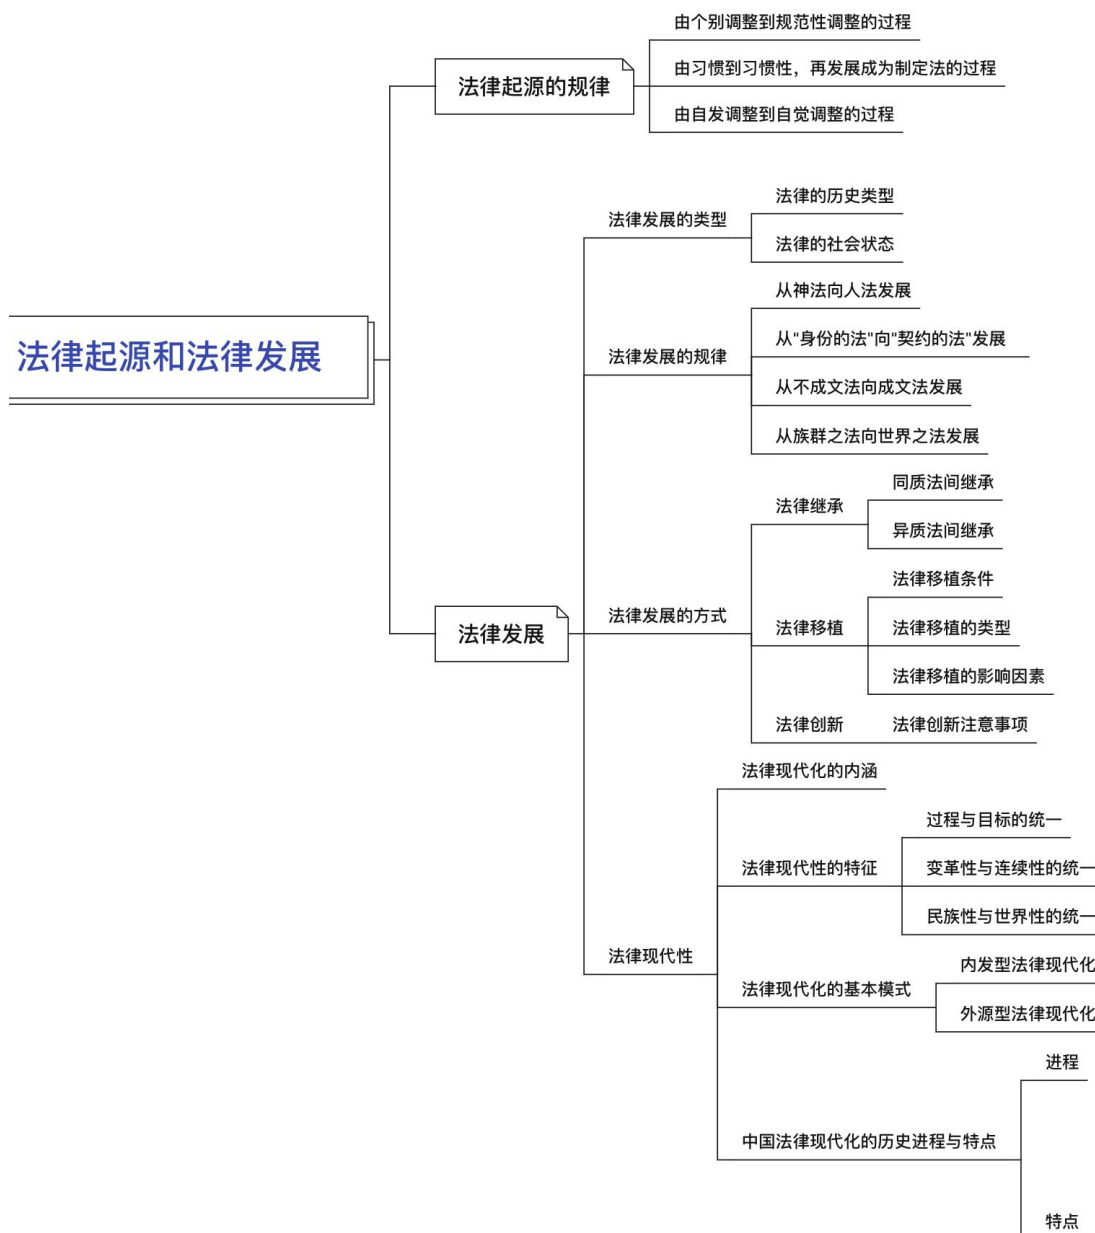 法律起源和法律发展
法律起源的规律
由个别调整到规范性调整的过程
由习惯到习惯性，再发展成为制定法的过程
由自发调整到自觉调整的过程
法律发展
法律发展的类型
法律的历史类型
法律的社会状态
法律发展的规律
从神法向人法发展
从"身份的法"向"契约的法"发展
从不成文法向成文法发展
从族群之法向世界之法发展
法律发展的方式
法律继承
同质法间继承
异质法间继承
法律移植
法律移植条件
法律移植的类型
法律移植的影响因素
法律创新
法律创新注意事项
法律现代性
法律现代化的内涵
法律现代性的特征
过程与目标的统一
变革性与连续性的统一
民族性与世界性的统一
法律现代化的基本模式
内发型法律现代化
外源型法律现代化
中国法律现代化的历史进程与特点
进程
特点